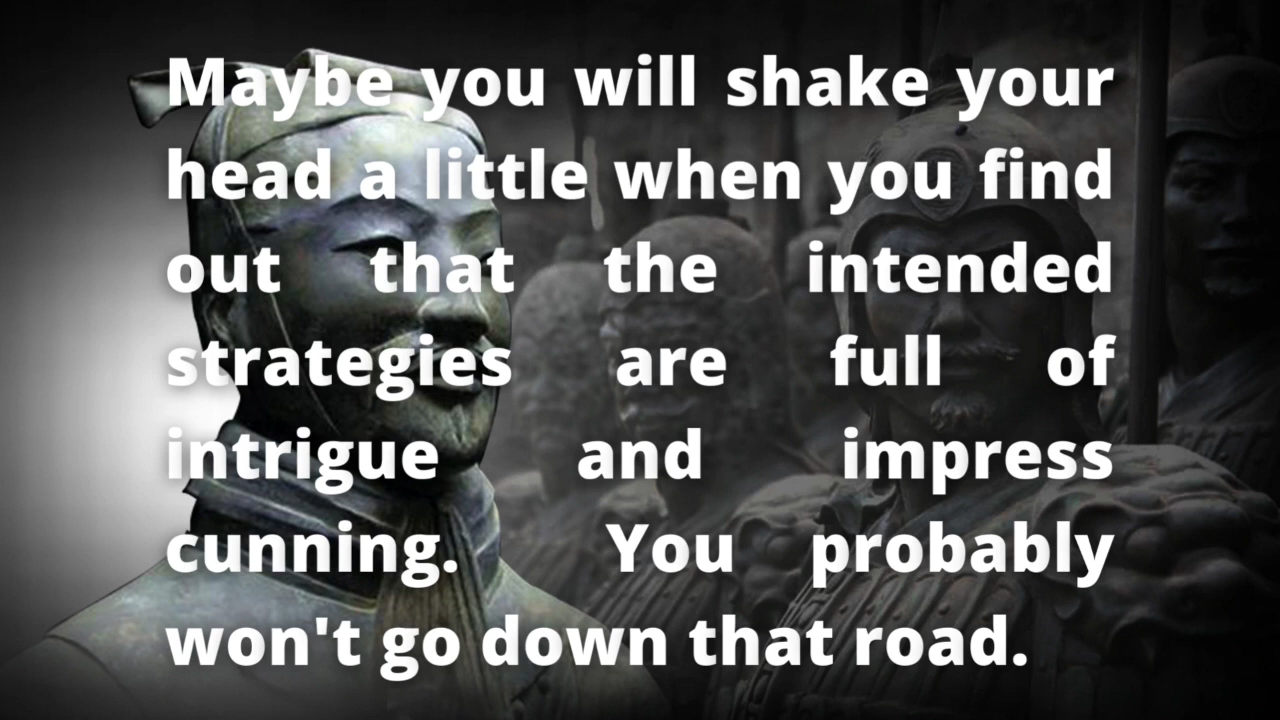 Maybe you will shake your
head a little when you find
out that the intended
strategies are full of
intrigue and impress
cunning. You probably
won't go down that road.